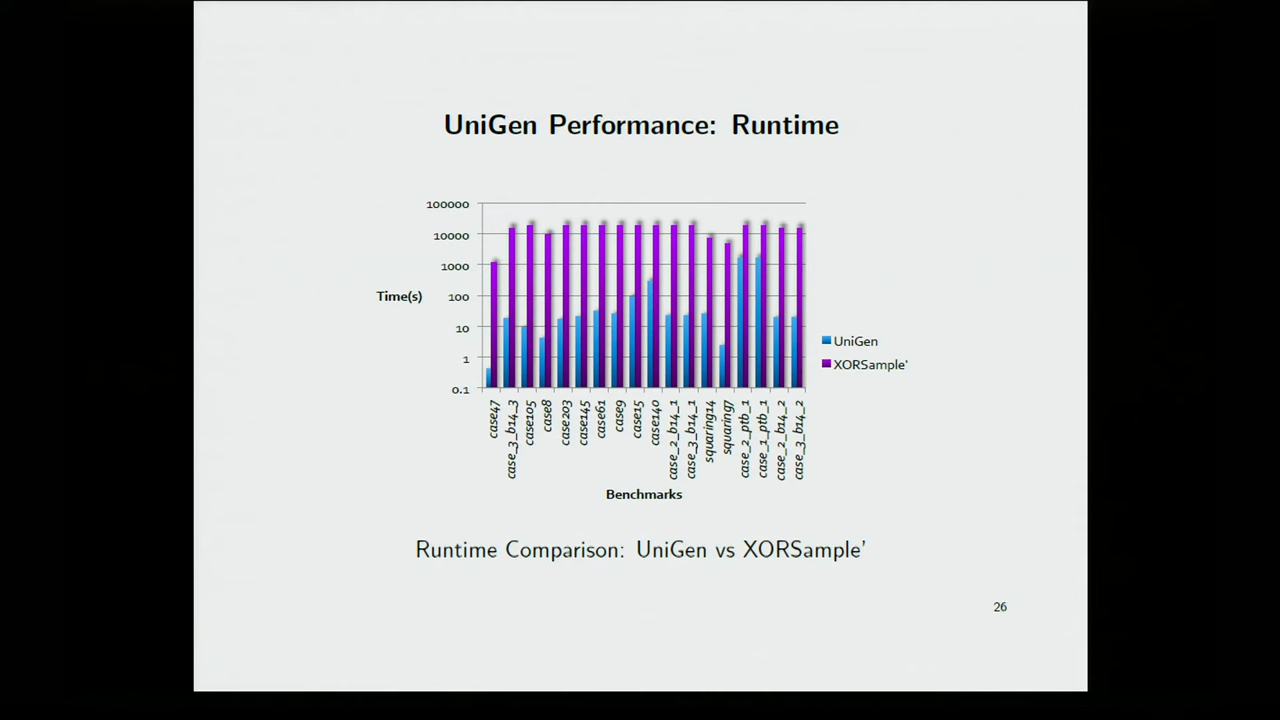 UniGen Performance: Runtime
100000
10000
1000
100
10
1
0.1
Time(s)
UniGen
XORSample'
case47
case_3_b14_3
case105
case8
case203
case145
case61
case9
case15
case140
case_2_b14_1
case_3_b14_1
squaring14
squaring7
case_2_ptb_1
case_1_ptb_1
case_2_b14_2
case_3_b14_2
Benchmarks
Runtime Comparison: UniGen vs XORSample'
26